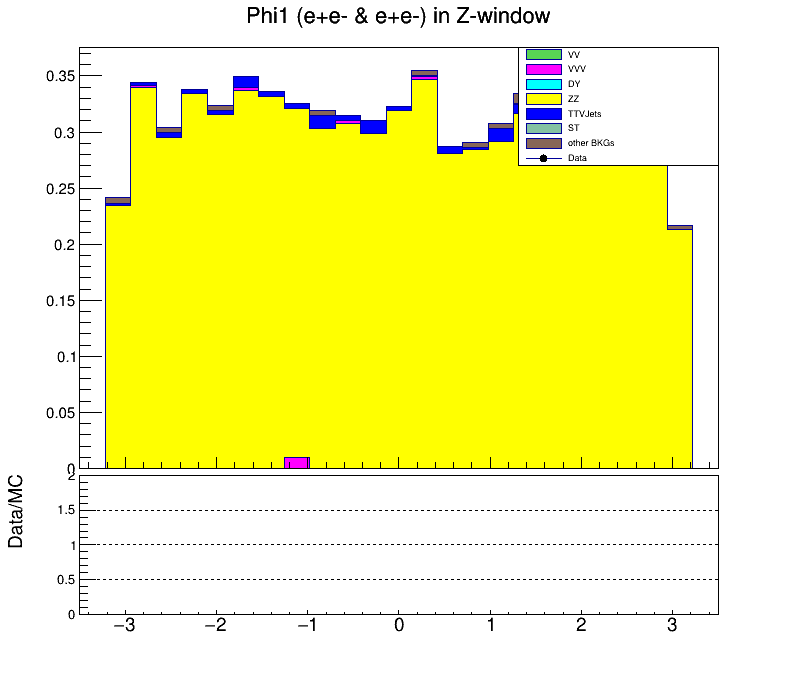 Phi1 (e+e- & e+e-) in Z-window
0.35
0.3
0.25
0.2
0.15
0.1
0.05
0
VV
VVV
DY
ZZ
TTVJets
ST
other BKGs
Data
Data/MC
2
1.5
1
0.5
0
−3 −2 −1 0 1 2 3